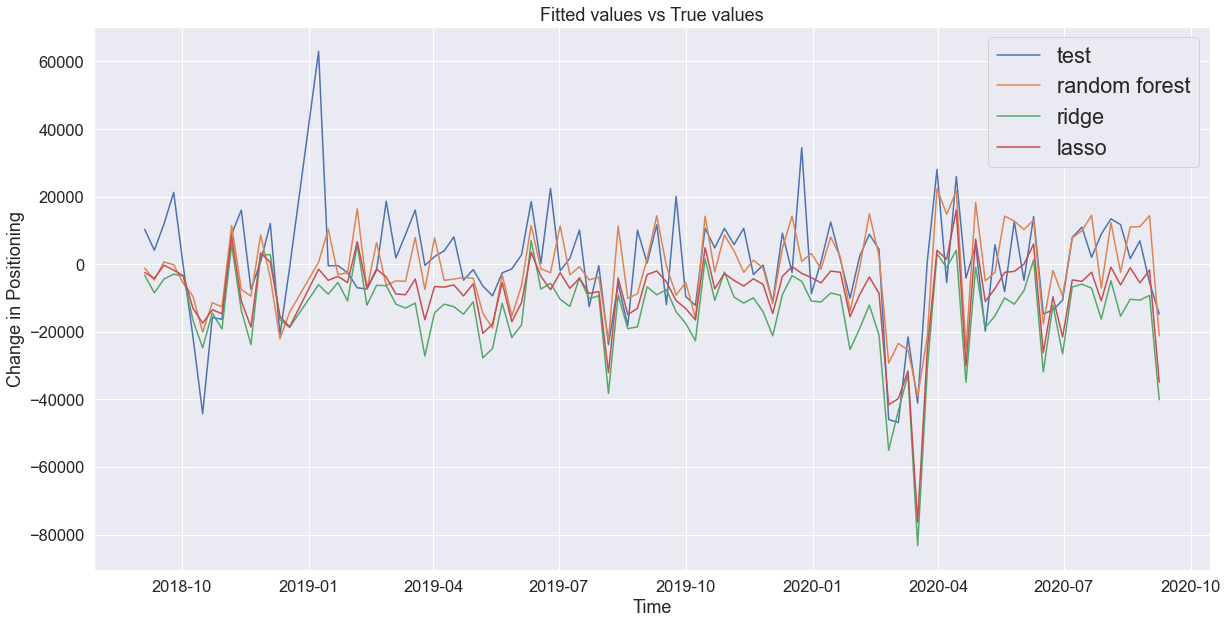 Fitted values vs True values
test
random forest
ridge
lasso
Change in Positioning
60000
40000
20000
0
−20000
−40000
−60000
−80000
2018-10
2019-01
2019-04
2019-07
2019-10
2020-01
2020-04
2020-07
2020-10
Time